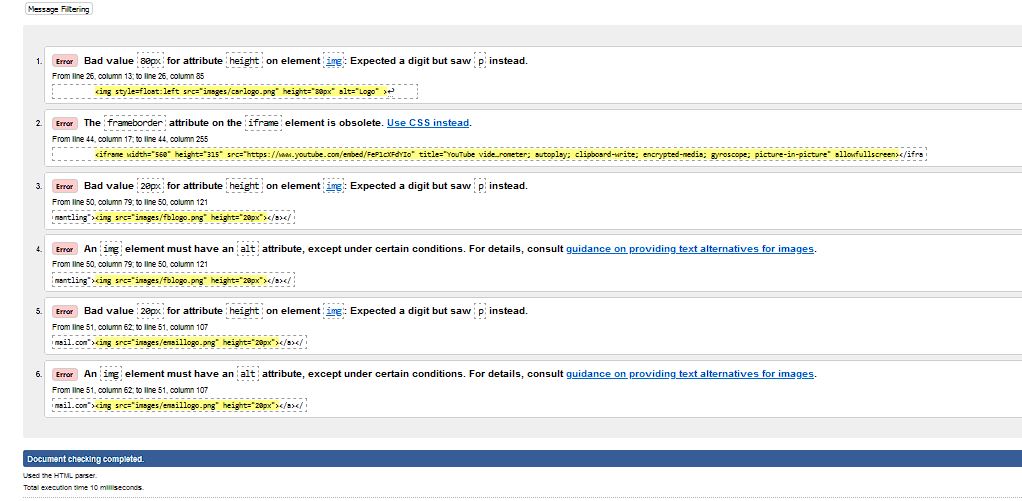 Message Filtering
1. Error Bad value 80px for attribute height on element img: Expected a digit but saw p instead.
From line 26, column 13; to line 26, column 85
<img style=float:left src="images/carlogo.png" height="80px" alt="Logo" >↩
2. Error The frameborder attribute on the iframe element is obsolete. Use CSS instead.
From line 44, column 17; to line 44, column 255
<iframe width="560" height="315" src="https://www.youtube.com/embed/FeP1cXFdYIo" title="YouTube vide…rometer; autoplay; clipboard-write; encrypted-media; gyroscope; picture-in-picture" allowfullscreen></ifra
3. Error Bad value 20px for attribute height on element img: Expected a digit but saw p instead.
From line 50, column 79; to line 50, column 121
mantling"><img src="images/fblogo.png" height="20px"></a></
4. Error An img element must have an alt attribute, except under certain conditions. For details, consult guidance on providing text alternatives for images.
From line 50, column 79; to line 50, column 121
mantling"><img src="images/fblogo.png" height="20px"></a></
5. Error Bad value 20px for attribute height on element img: Expected a digit but saw p instead.
From line 51, column 62; to line 51, column 107
mail.com"><img src="images/emaillogo.png" height="20px"></a></
6. Error An img element must have an alt attribute, except under certain conditions. For details, consult guidance on providing text alternatives for images.
From line 51, column 62; to line 51, column 107
mail.com"><img src="images/emaillogo.png" height="20px"></a></
Document checking completed.
Used the HTML parser.
Total execution time 10 milliseconds.